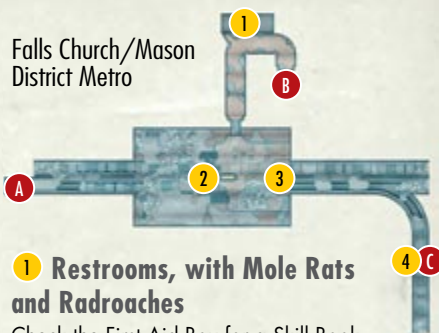 Falls Church/Mason
District Metro
1
B
A
2
3
4
C
1 Restrooms, with Mole Rats
and Radroaches
Check the First Aid Box for a Skill Book